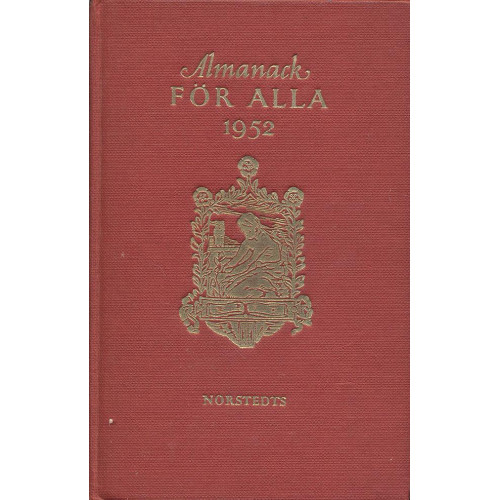 Almanack
FÖR ALLA
1952
NORSTEDTS